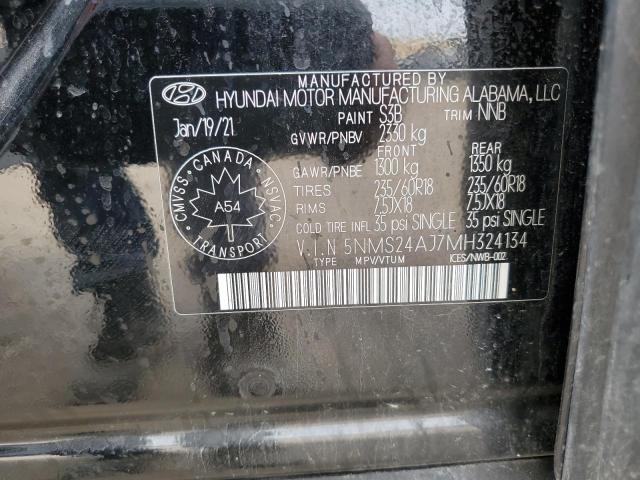 MANUFACTURED BY
HYUNDAI MOTOR MANUFACTURING ALABAMA, LLC
Jan/19/21
PAINT S3B TRIM NNB
GVWR/PNBV 2330 kg
FRONT REAR
GAWR/PNBE 1300 kg 1350 kg
TIRES 235/60R18 235/60R18
RIMS 7.5JX18 7.5JX18
COLD TIRE INFL 35 psi SINGLE 35 psi SINGLE
V.I.N 5NMS24AJ7MH324134
TYPE MPV/VTUM ICES/NWB-002
CMVSS · CANADA · NSVAC
A54
TRANSPORT